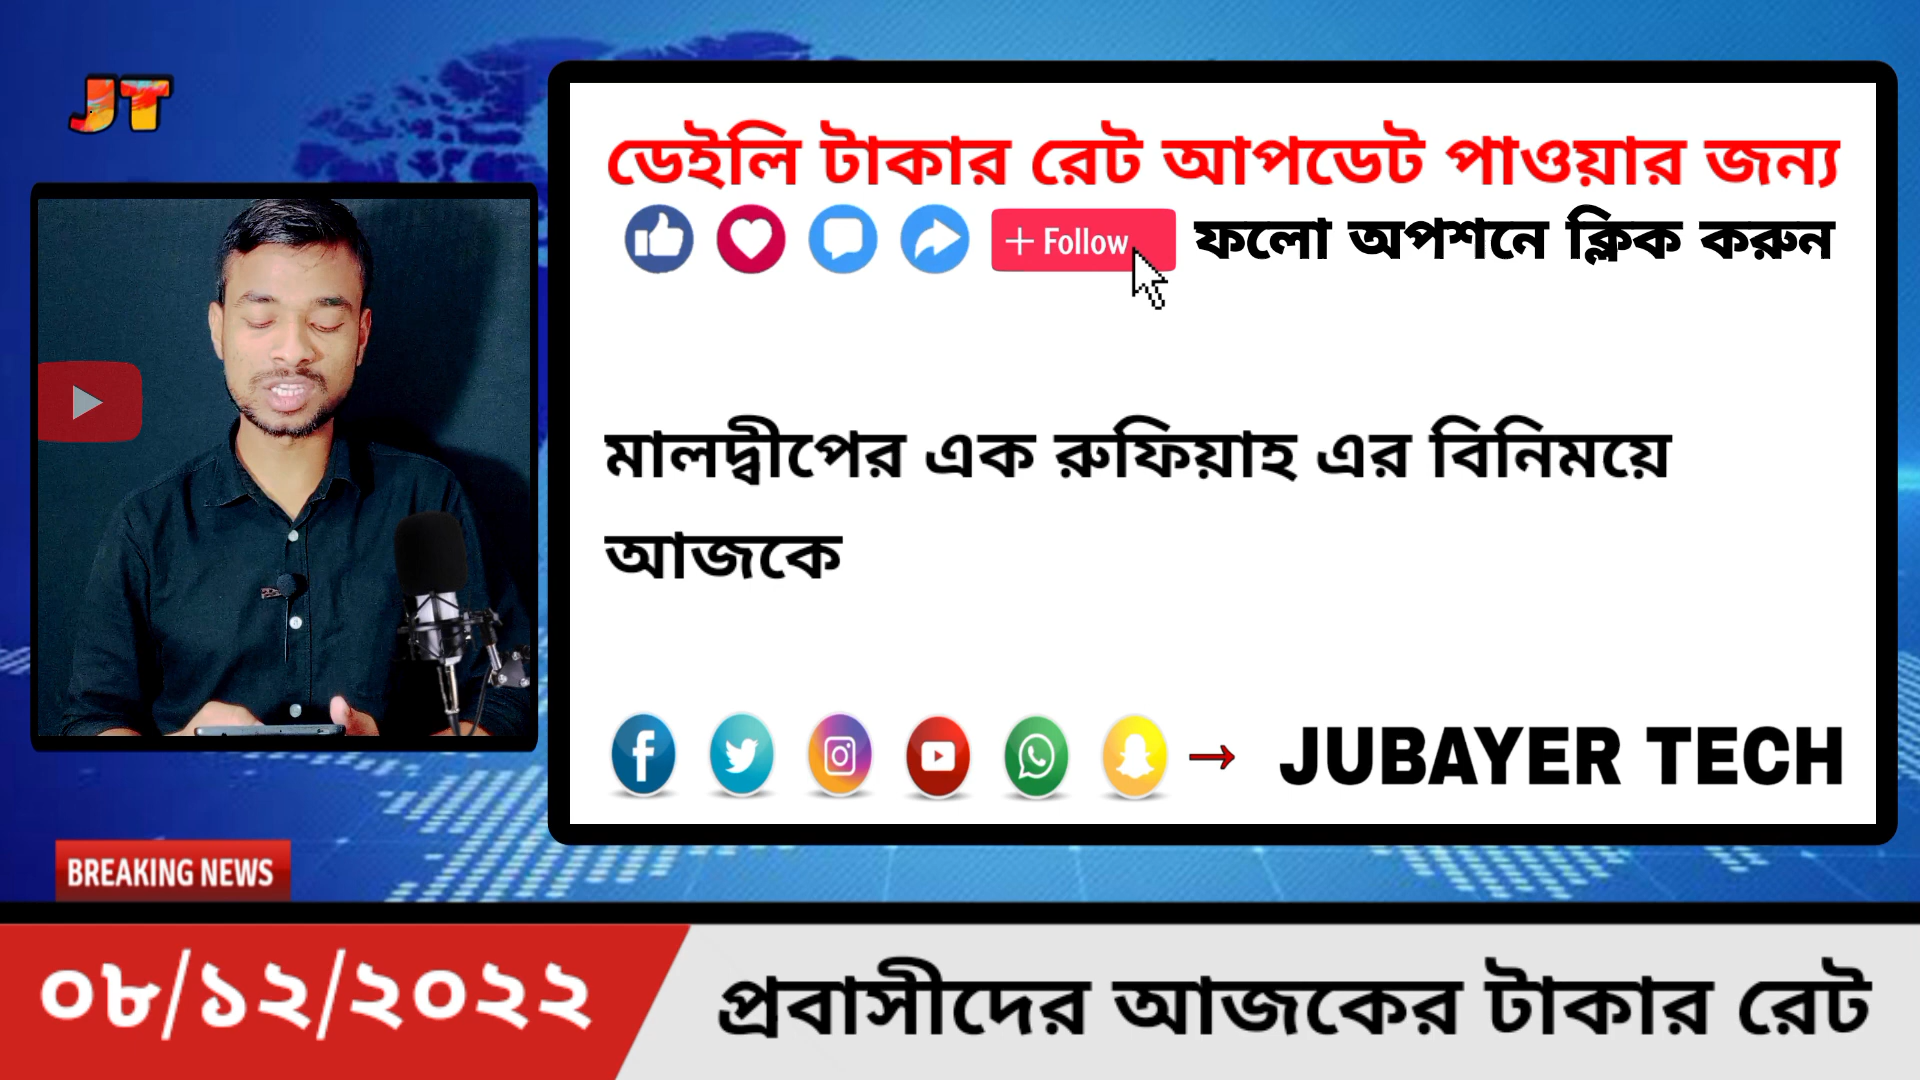 JT
ডেইলি টাকার রেট আপডেট পাওয়ার জন্য
+ Follow ফলো অপশনে ক্লিক করুন
মালদ্বীপের এক রুফিয়াহ এর বিনিময়ে
আজকে
JUBAYER TECH
BREAKING NEWS
০৮/১২/২০২২
প্রবাসীদের আজকের টাকার রেট